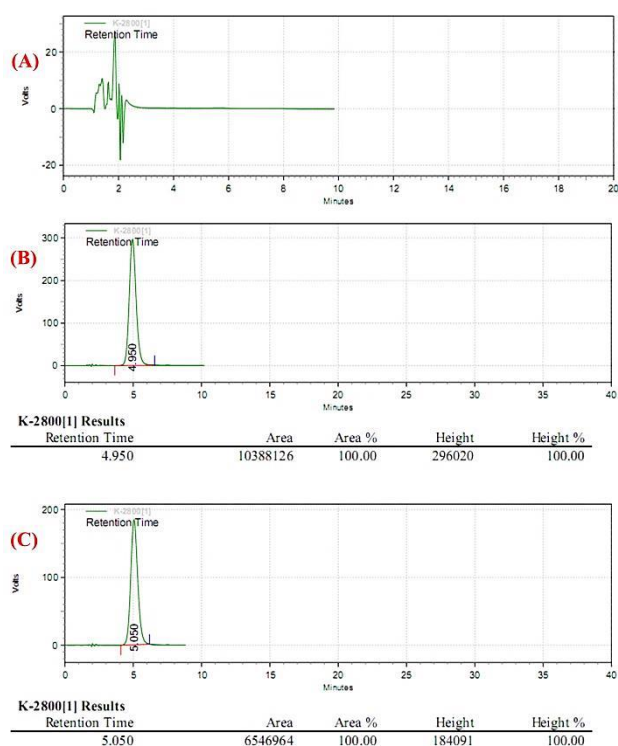 (A)
K-2800[1]
Retention Time
Volts
20
0
-20
0 2 4 6 8 10 12 14 16 18 20
Minutes
(B)
K-2800[1]
Retention Time
Volts
300
200
100
0
4.950
0 5 10 15 20 25 30 35 40
Minutes
K-2800[1] Results
Retention Time Area Area % Height Height %
4.950 10388126 100.00 296020 100.00
(C)
K-2800[1]
Retention Time
Volts
200
100
0
5.050
0 5 10 15 20 25 30 35 40
Minutes
K-2800[1] Results
Retention Time Area Area % Height Height %
5.050 6546964 100.00 184091 100.00